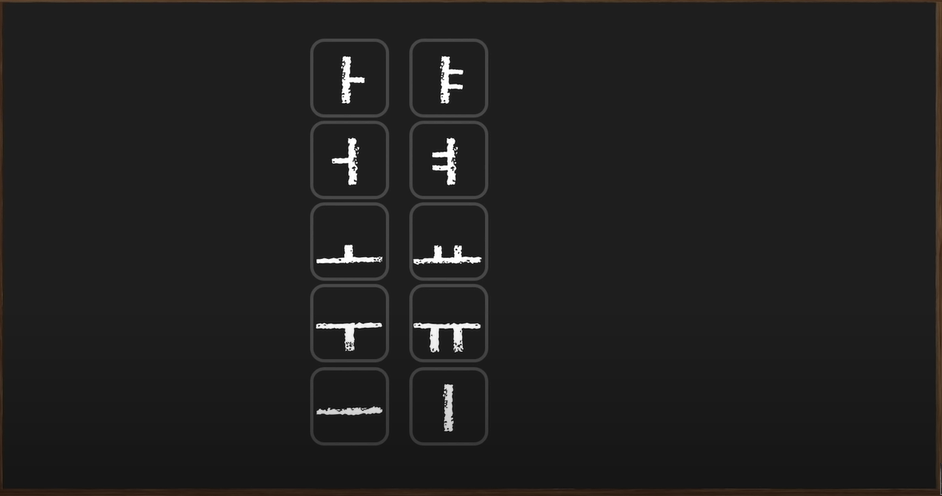 ㅏ ㅑ
ㅓ ㅕ
ㅗ ㅛ
ㅜ ㅠ
ㅡ ㅣ